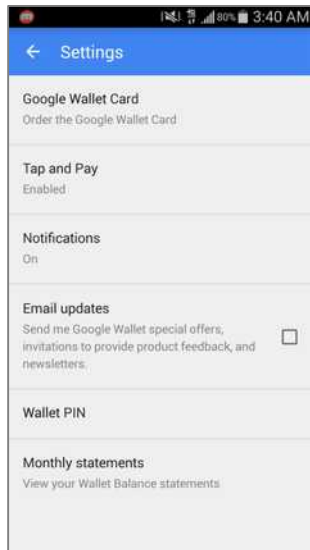 80% 3:40 AM
Settings
Google Wallet Card
Order the Google Wallet Card
Tap and Pay
Enabled
Notifications
On
Email updates
Send me Google Wallet special offers,
invitations to provide product feedback, and
newsletters.
Wallet PIN
Monthly statements
View your Wallet Balance statements